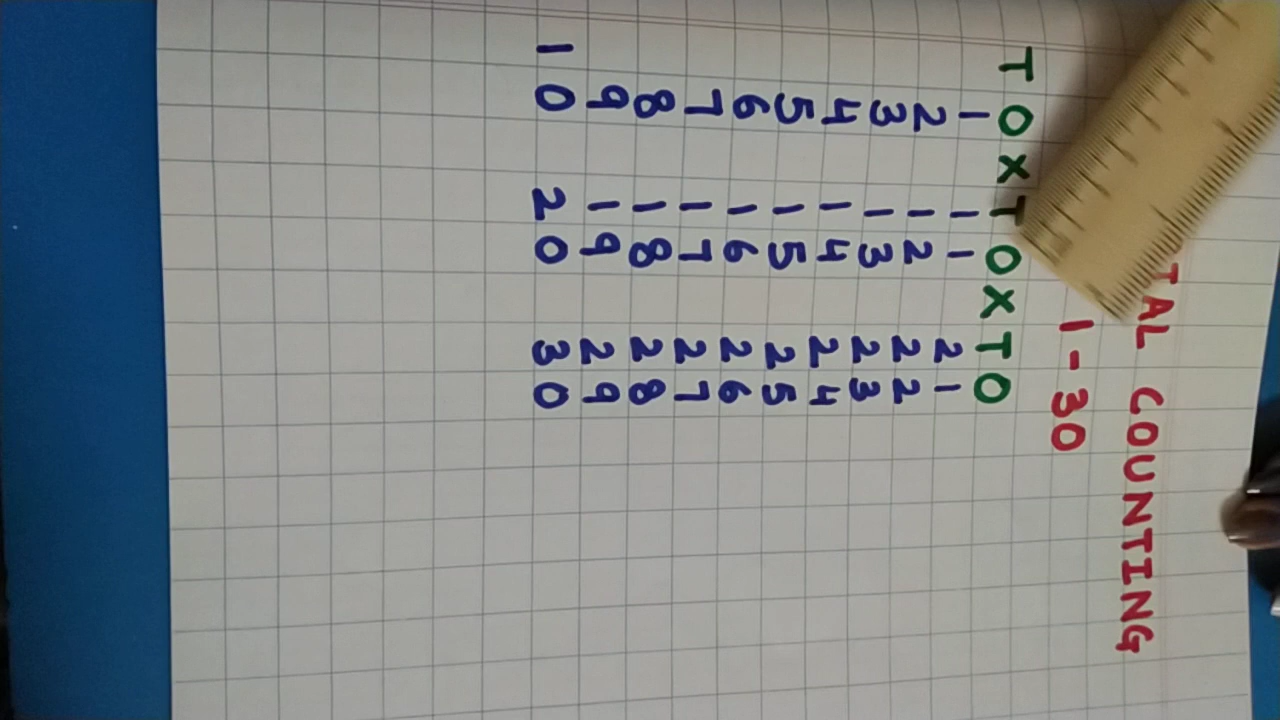 TAL COUNTING
1-30
T O X T O X T O
1 1 1 2 1
2 1 2 2 2
3 1 3 2 3
4 1 4 2 4
5 1 5 2 5
6 1 6 2 6
7 1 7 2 7
8 1 8 2 8
9 1 9 2 9
1 0 2 0 3 0